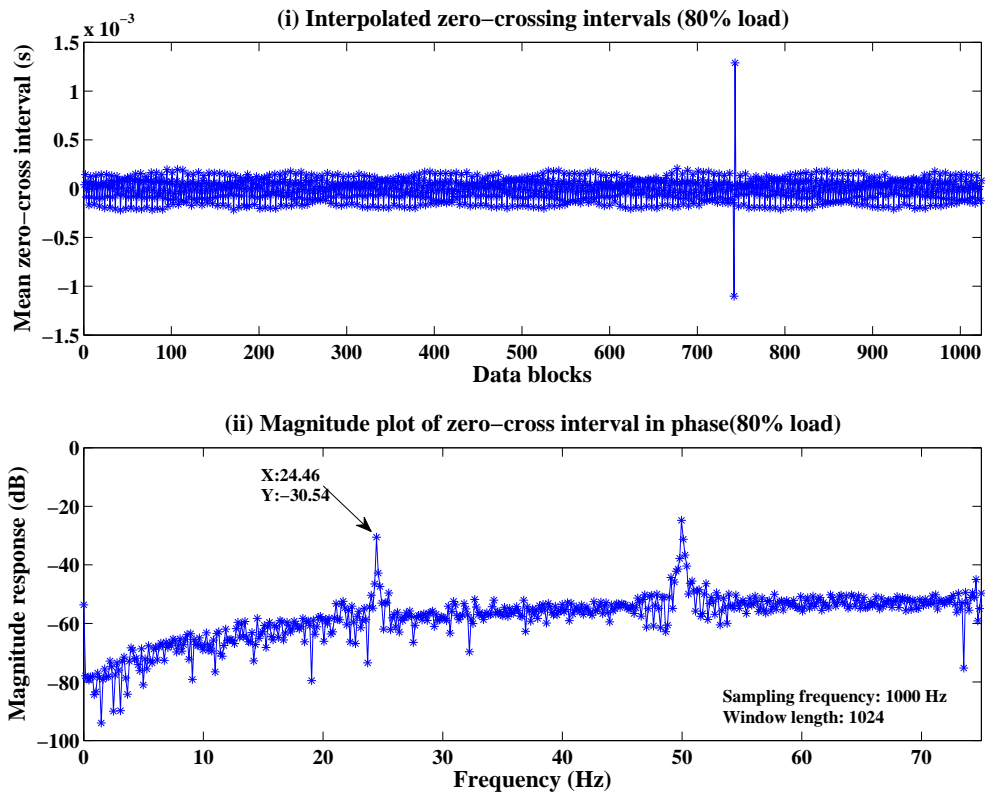 (i) Interpolated zero−crossing intervals (80% load)
x 10⁻³
1.5
1
0.5
0
−0.5
−1
−1.5
Mean zero−cross interval (s)
0 100 200 300 400 500 600 700 800 900 1000
Data blocks
(ii) Magnitude plot of zero−cross interval in phase(80% load)
0
−20
−40
−60
−80
−100
Magnitude response (dB)
X:24.46
Y:−30.54
Sampling frequency: 1000 Hz
Window length: 1024
0 10 20 30 40 50 60 70
Frequency (Hz)